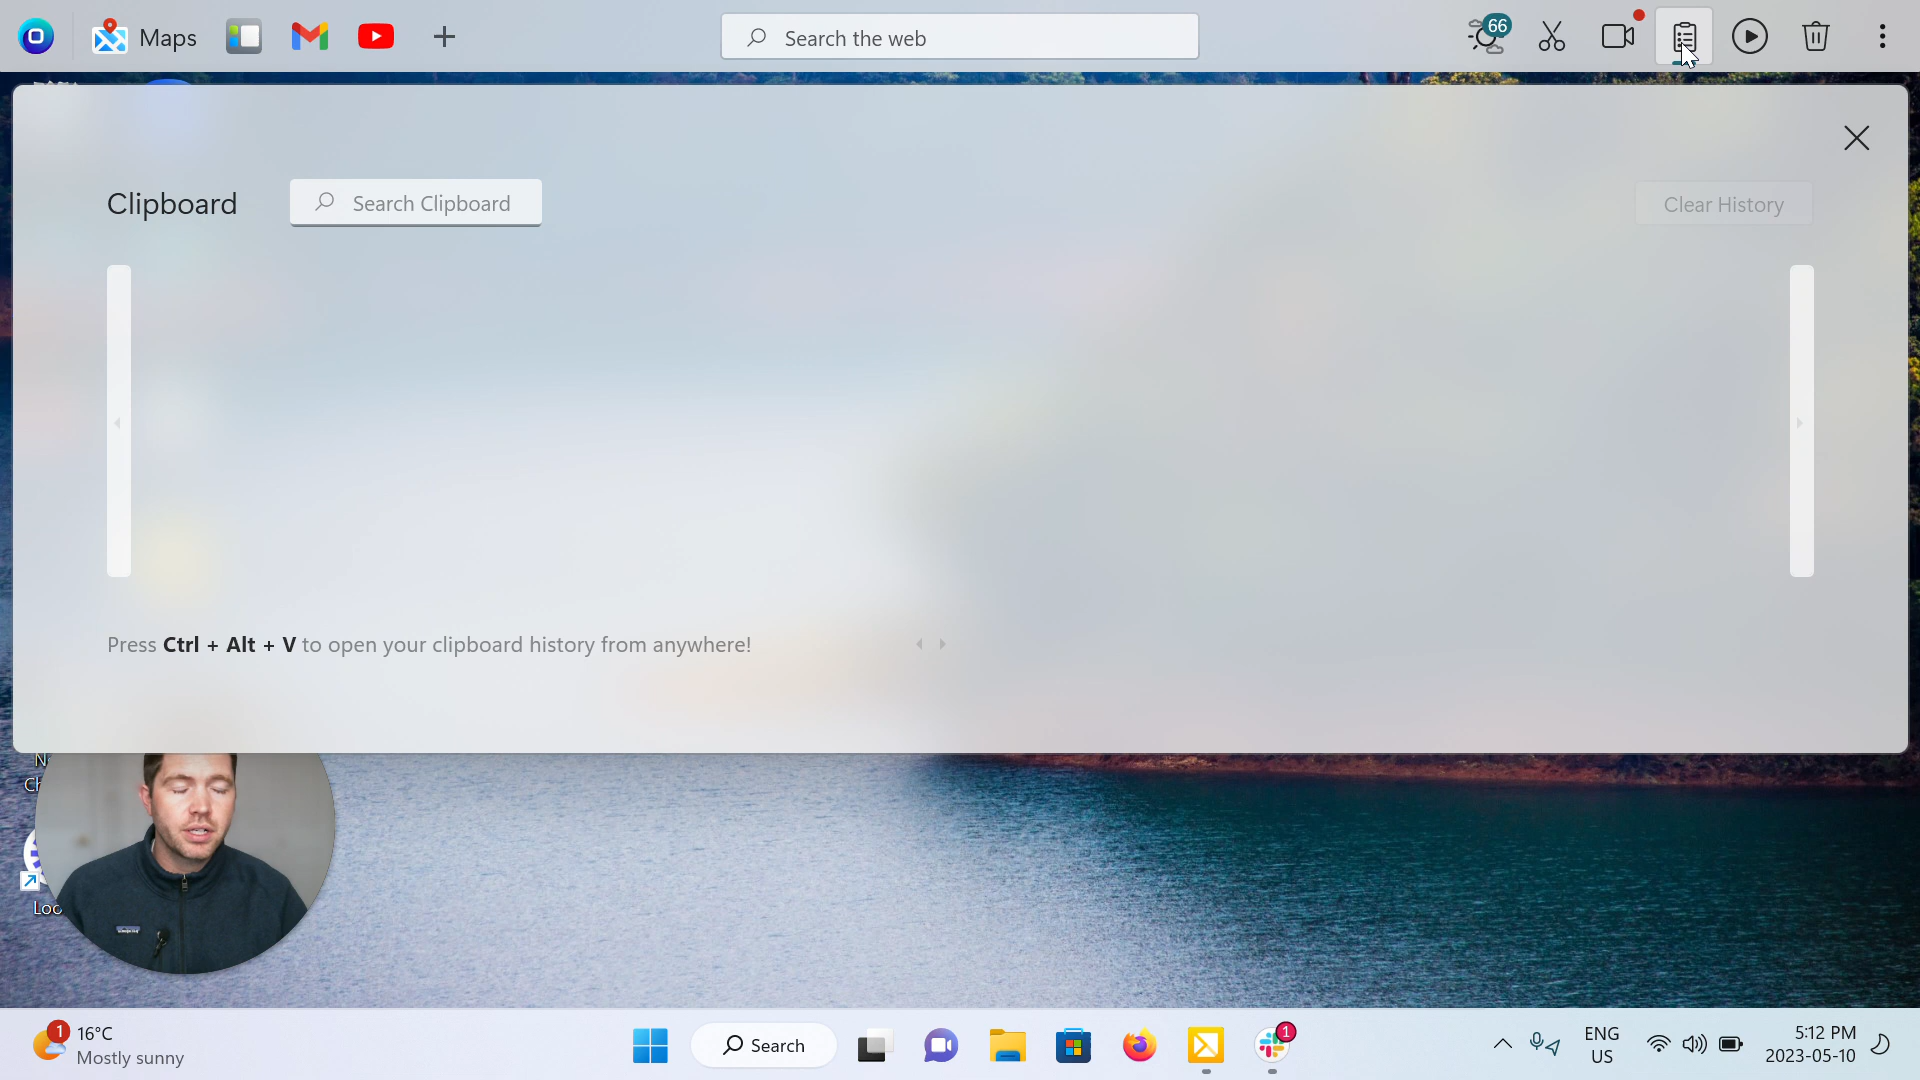 Maps
Search the web
66
Clipboard
Search Clipboard
Clear History
Press Ctrl + Alt + V to open your clipboard history from anywhere!
Loc
1
16°C
Mostly sunny
Search
1
ENG
US
5:12 PM
2023-05-10